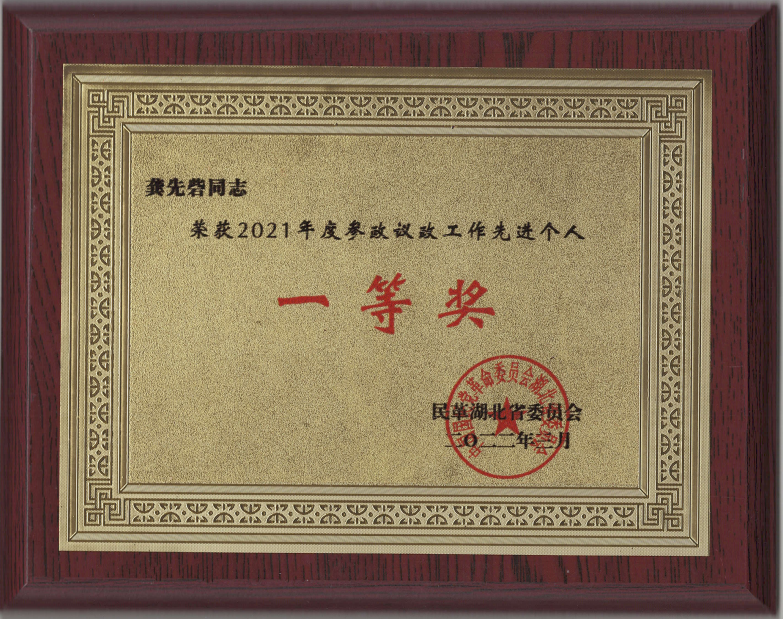 龚先砦同志
荣获2021年度参政议政工作先进个人
一等奖
民革湖北省委员会
二〇二二年三月